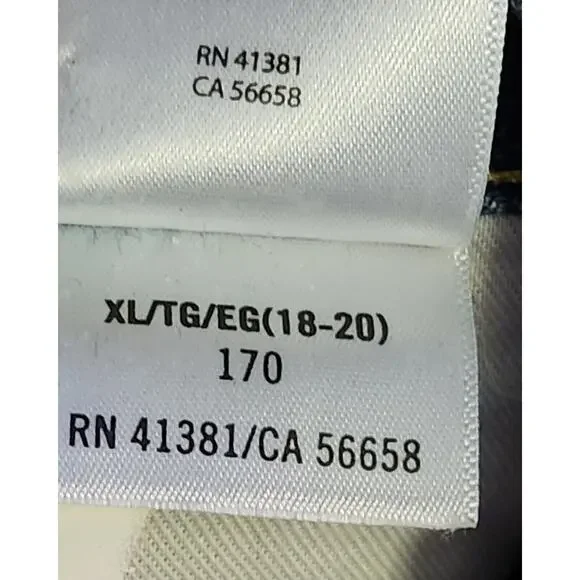 RN 41381
CA 56658
XL/TG/EG(18-20)
170
RN 41381/CA 56658